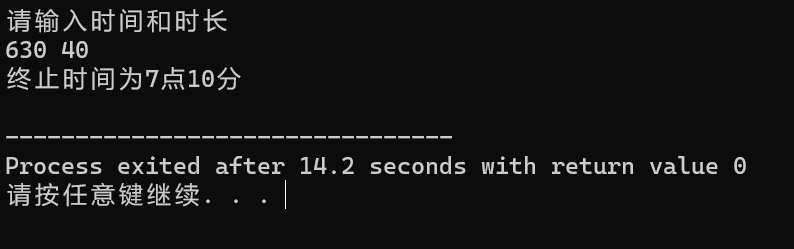 请输入时间和时长
630 40
终止时间为7点10分
--------------------------------
Process exited after 14.2 seconds with return value 0
请按任意键继续. . .